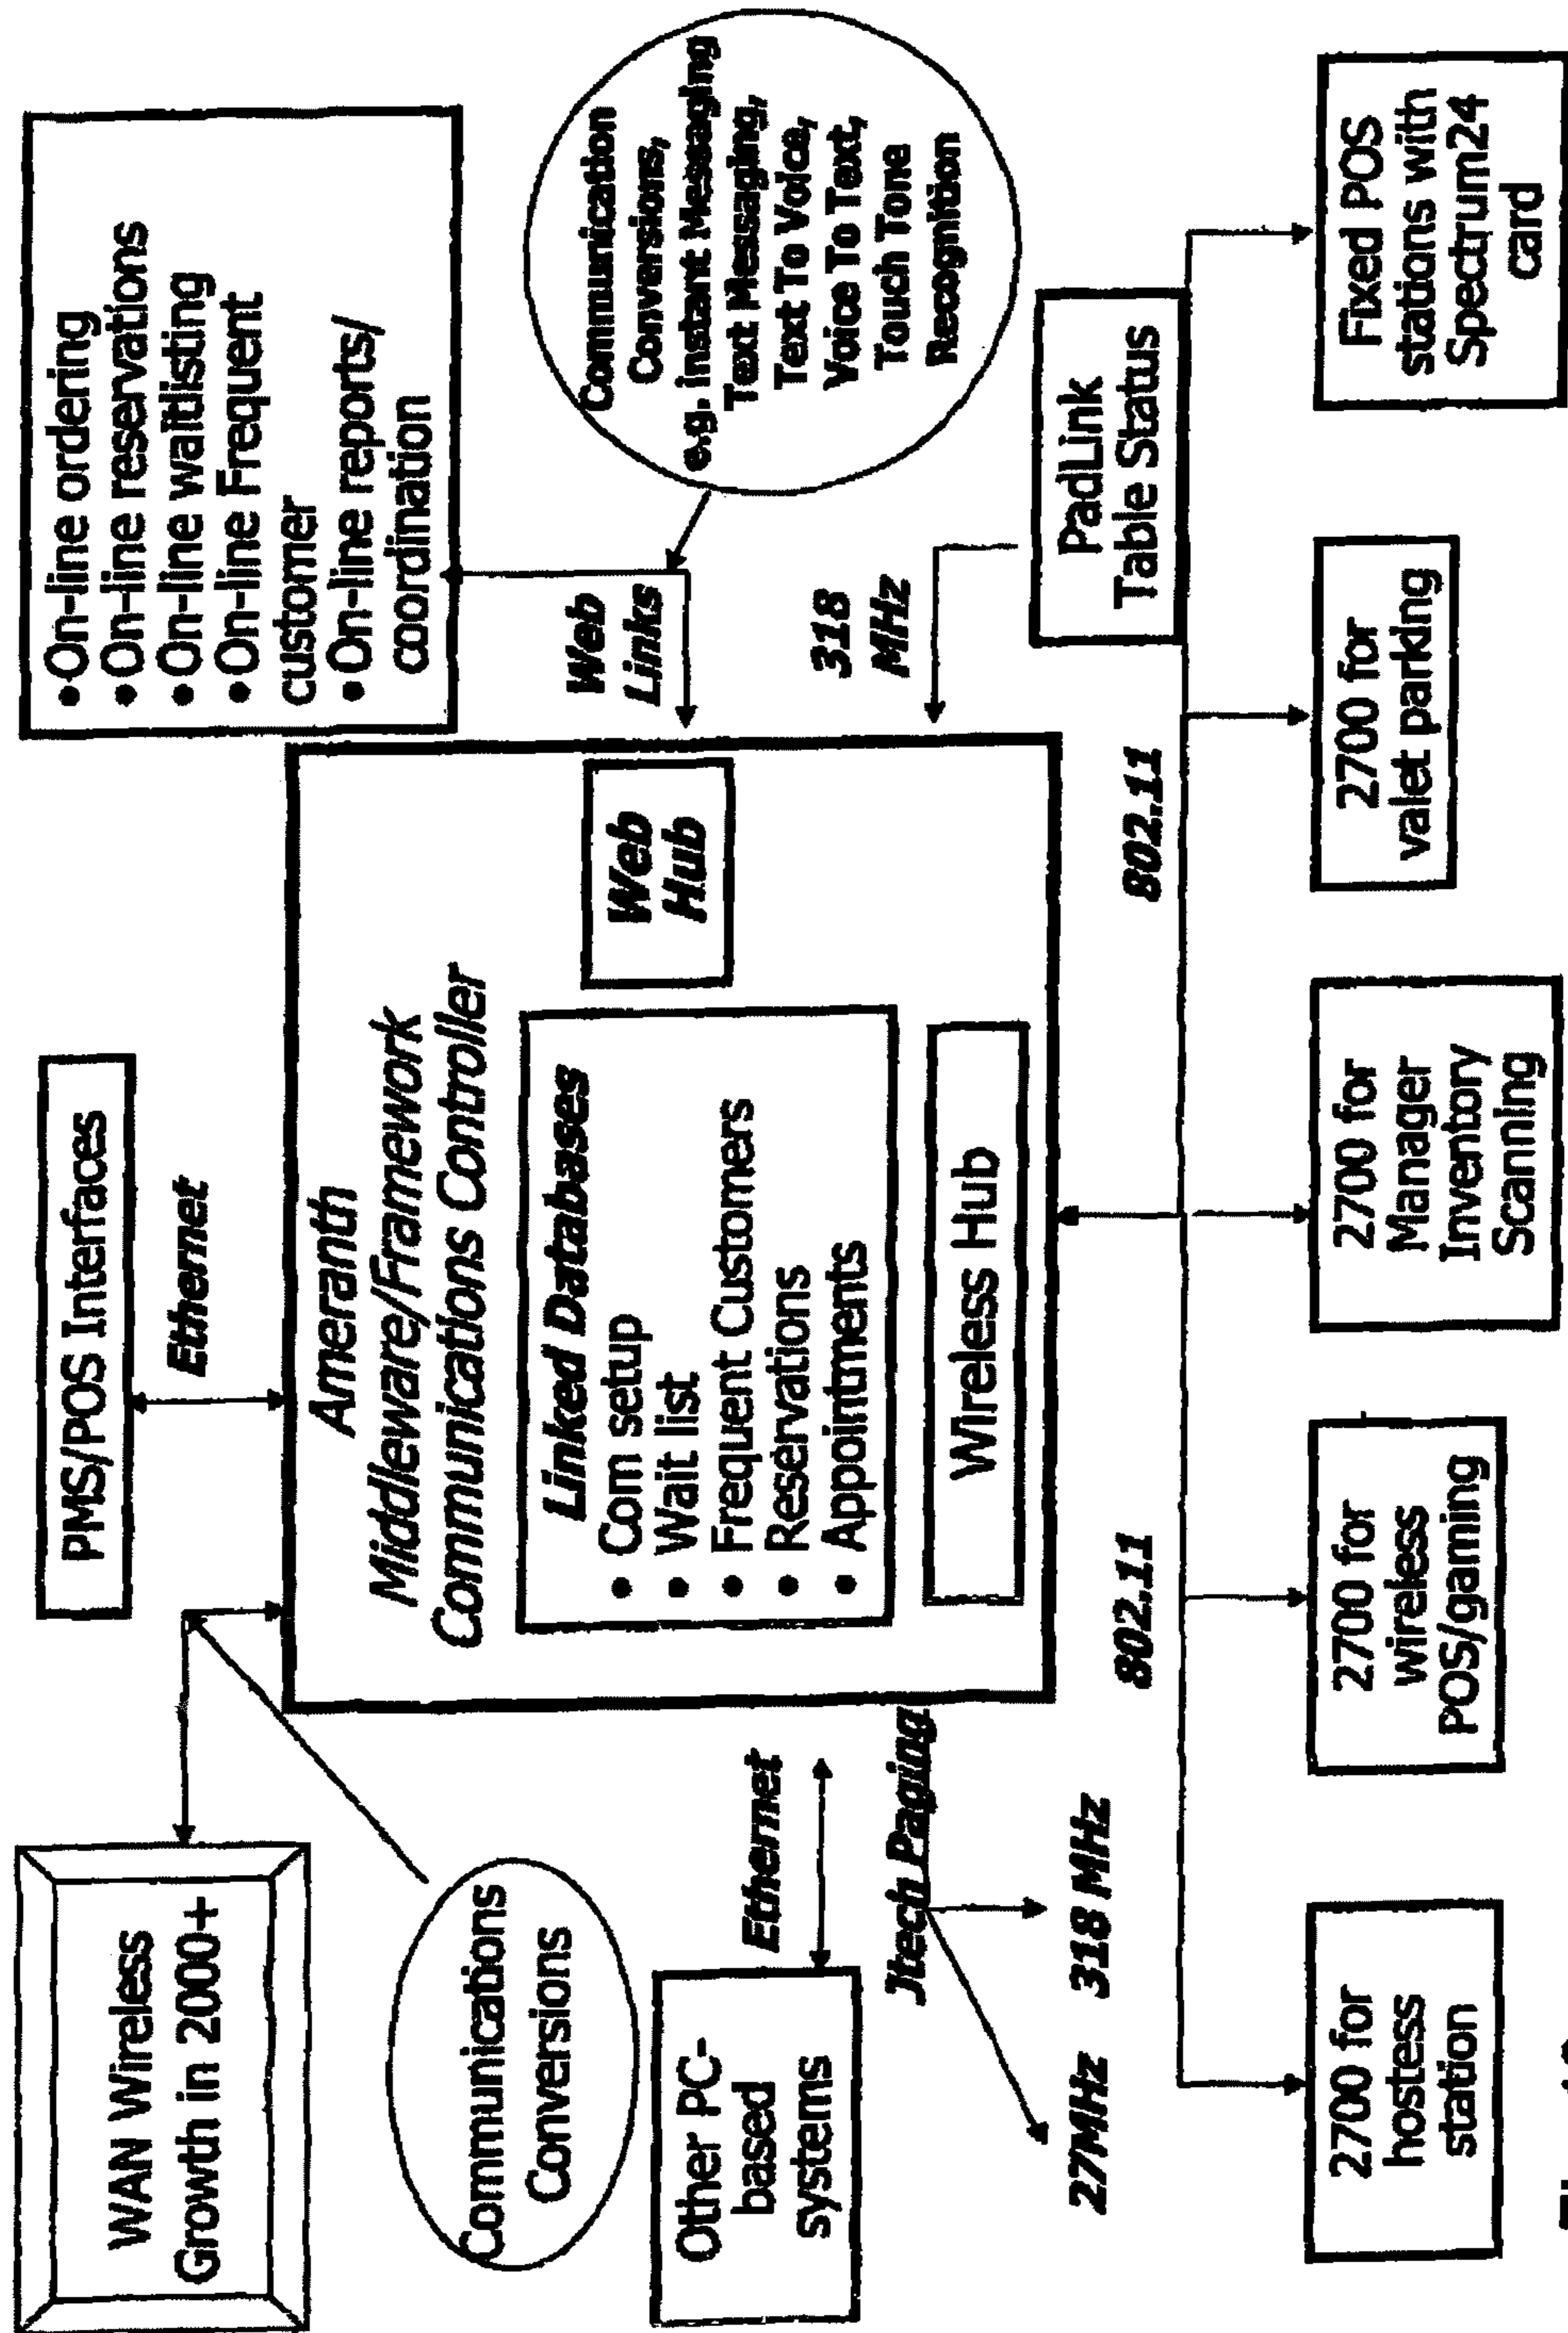 WAN Wireless
Growth in 2000+
PMS/POS Interfaces
•On-line ordering
•On-line reservations
•On-line waitlisting
•On-line Frequent
customer
•On-line reports/
coordination
Ethernet
Communications
Conversions
Ameranth
Middleware/Framework
Communications Controller
Linked Databases
• Com setup
• Wait list
• Frequent Customers
• Reservations
• Appointments
Web
Hub
Wireless Hub
Web
Links
Communication
Conversions,
e.g. instant Messaging
Text Messaging,
Text To Voice,
Voice To Text,
Touch Tone
Recognition
Other PC-
based
systems
Ethernet
Jtech Paging
318
MHz
PadLink
Table Status
27MHz
318 MHz
802.11
802.11
2700 for
hostess
station
2700 for
wireless
POS/gaming
2700 for
Manager
Inventory
Scanning
2700 for
valet parking
Fixed POS
stations with
Spectrum24
card